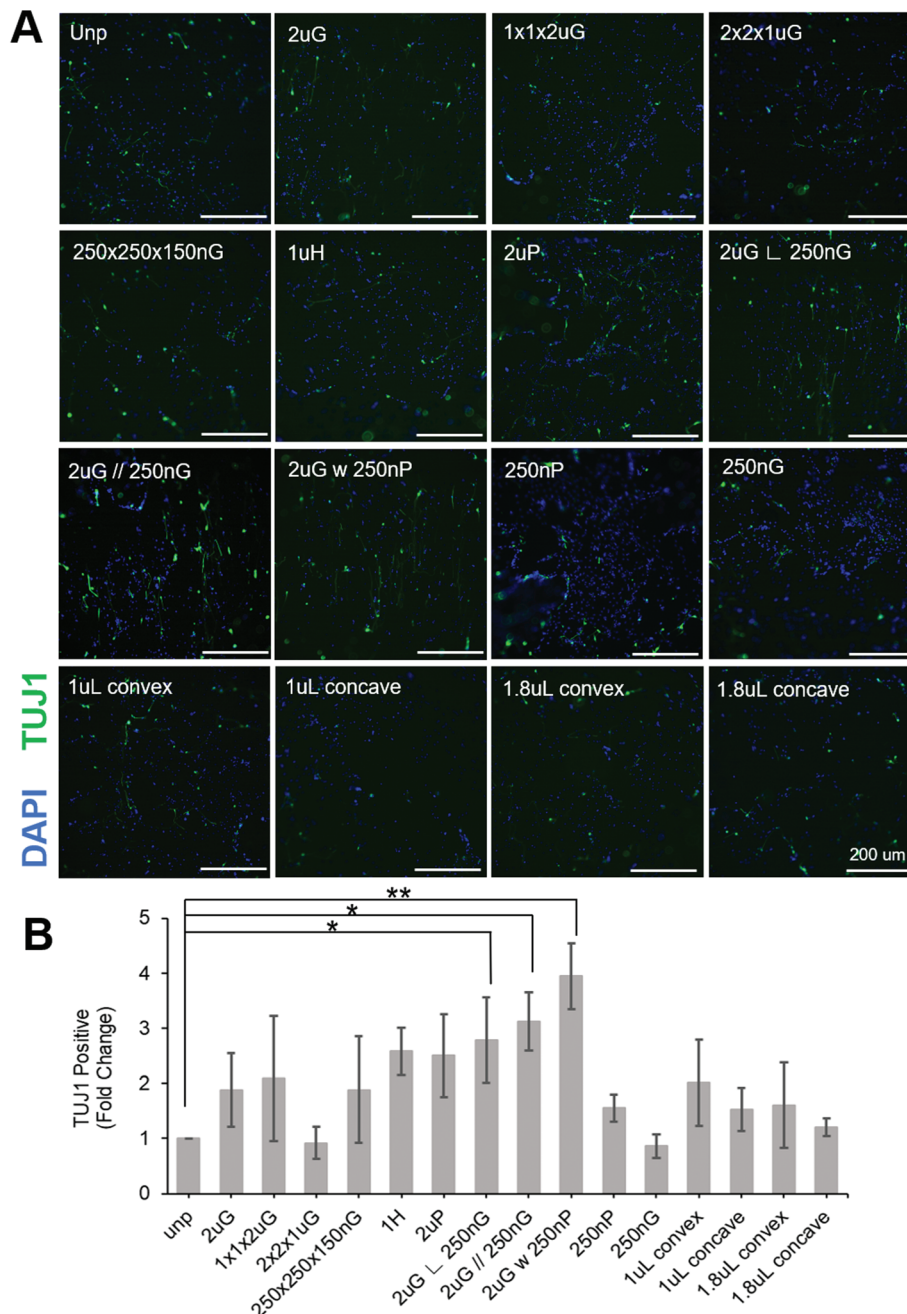 A
Unp
2uG
1x1x2uG
2x2x1uG
250x250x150nG
1uH
2uP
2uG ∟ 250nG
2uG // 250nG
2uG w 250nP
250nP
250nG
1uL convex
1uL concave
1.8uL convex
1.8uL concave
200 um
DAPI TUJ1
B
**
*
*
TUJ1 Positive
(Fold Change)
5
4
3
2
1
0
unp
2uG
1x1x2uG
2x2x1uG
250x250x150nG
1H
2uP
2uG ∟ 250nG
2uG // 250nG
2uG w 250nP
250nP
250nG
1uL convex
1uL concave
1.8uL convex
1.8uL concave